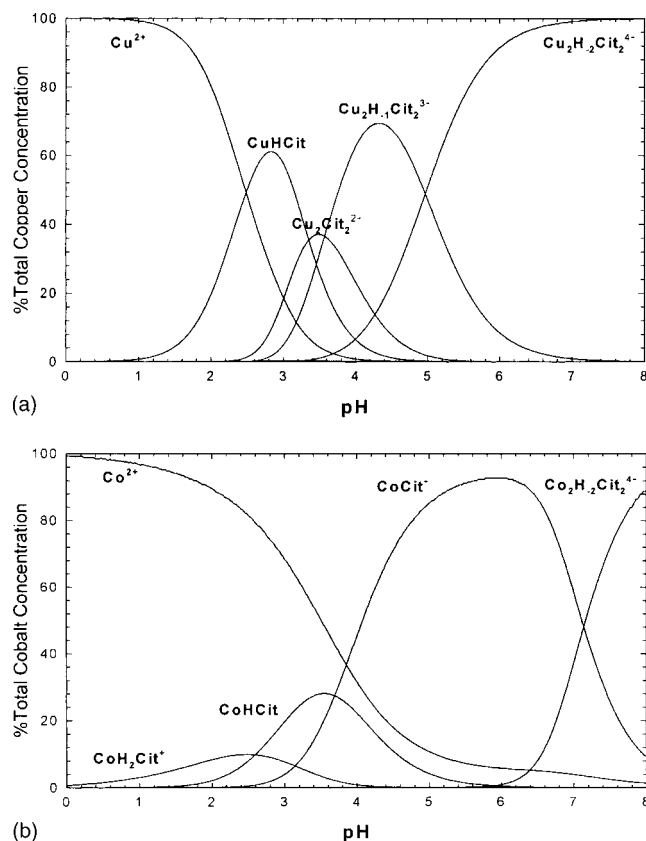 100
Cu²⁺
Cu₂H₋₂Cit₂⁴⁻
80
Cu₂H₋₁Cit₂³⁻
CuHCit
60
Cu₂Cit₂²⁻
40
20
0
%Total Copper Concentration
0 1 2 3 4 5 6 7 8
(a)
pH
100
Co²⁺
CoCit⁻
Co₂H₋₂Cit₂⁴⁻
80
60
40
CoHCit
20
CoH₂Cit⁺
0
%Total Cobalt Concentration
0 1 2 3 4 5 6 7 8
(b)
pH